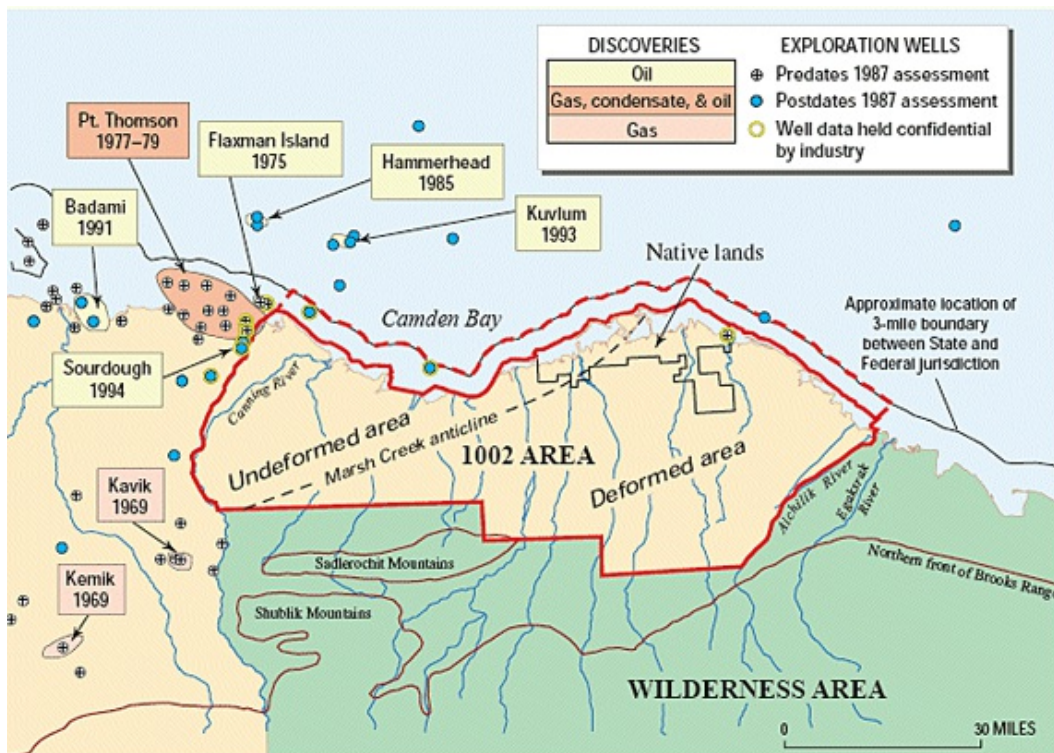 DISCOVERIES
Oil
Gas, condensate, & oil
Gas
EXPLORATION WELLS
Predates 1987 assessment
Postdates 1987 assessment
Well data held confidential
by industry
Pt. Thomson
1977–79
Flaxman Island
1975
Hammerhead
1985
Badami
1991
Kuvlum
1993
Native lands
Camden Bay
Approximate location of
3-mile boundary
between State and
Federal jurisdiction
Sourdough
1994
Canning River
Undeformed area
Marsh Creek anticline
1002 AREA
Deformed area
Aichilik River
Egaksrak
River
Kavik
1969
Sadlerochit Mountains
Northern front of Brooks Range
Kemik
1969
Shublik Mountains
WILDERNESS AREA
0 30 MILES